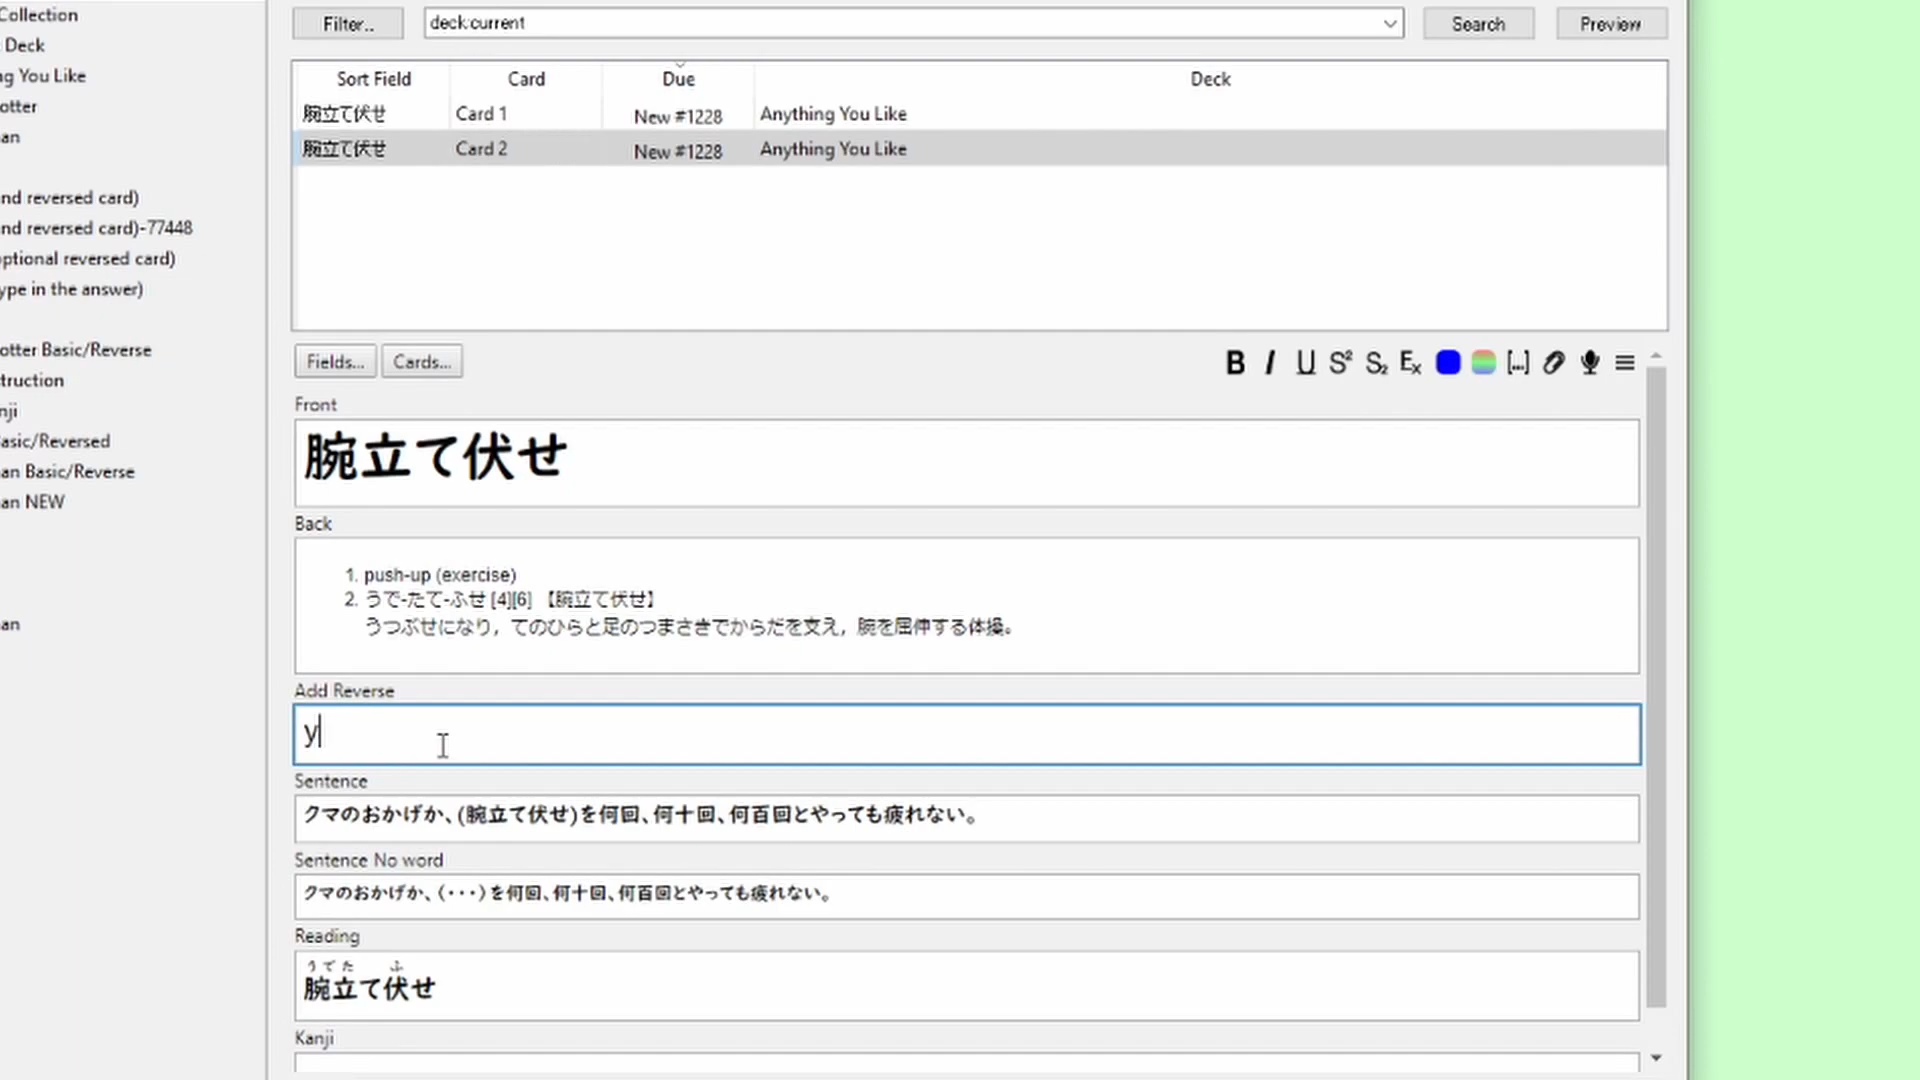 Collection
Deck
ng You Like
otter
an
nd reversed card)
nd reversed card)-77448
optional reversed card)
ype in the answer)
otter Basic/Reverse
truction
nji
asic/Reversed
an Basic/Reverse
an NEW
an
Filter..
deck:current
Search
Preview
Sort Field Card Due Deck
腕立て伏せ Card 1 New #1228 Anything You Like
腕立て伏せ Card 2 New #1228 Anything You Like
Fields...
Cards...
B I U S² S₂ Eₓ [...]
Front
腕立て伏せ
Back
1. push-up (exercise)
2. うで-たて-ふせ [4][6] 【腕立て伏せ】
うつぶせになり，てのひらと足のつまさきでからだを支え，腕を屈伸する体操。
Add Reverse
y
Sentence
クマのおかげか、(腕立て伏せ)を何回、何十回、何百回とやっても疲れない。
Sentence No word
クマのおかげか、(・・・)を何回、何十回、何百回とやっても疲れない。
Reading
うでた ふ
腕立て伏せ
Kanji